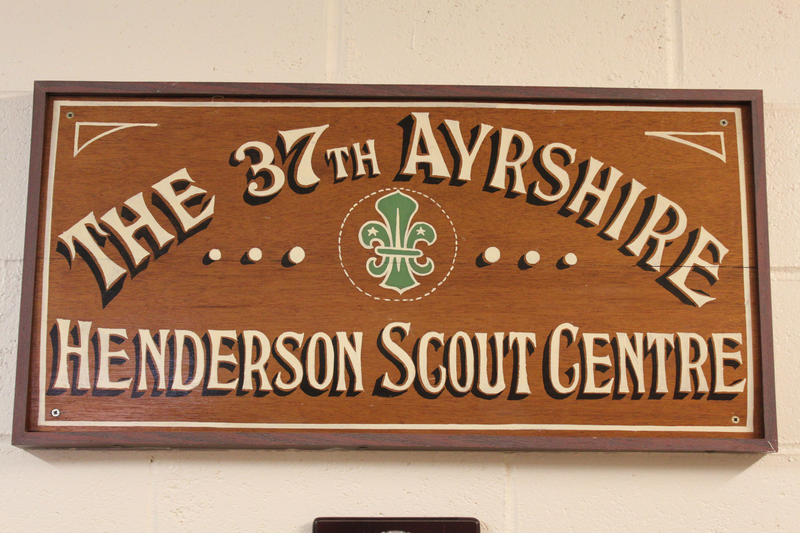 THE 37TH AYRSHIRE
HENDERSON SCOUT CENTRE